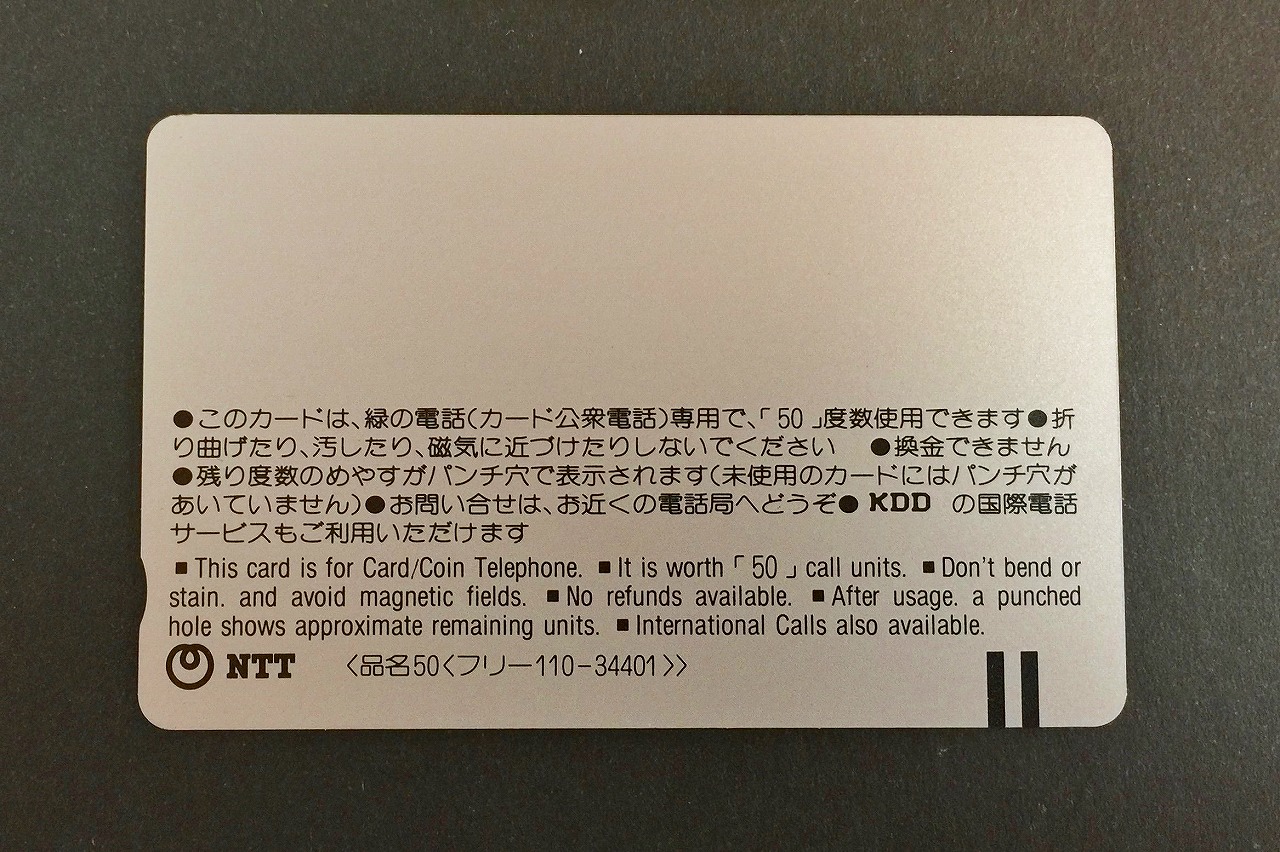 ●このカードは、緑の電話(カード公衆電話)専用で、「50」度数使用できます●折
り曲げたり、汚したり、磁気に近づけたりしないでください ●換金できません
●残り度数のめやすがパンチ穴で表示されます(未使用のカードにはパンチ穴が
あいていません)●お問い合せは、お近くの電話局へどうぞ●KDD の国際電話
サービスもご利用いただけます
■This card is for Card/Coin Telephone. ■It is worth「50」call units. ■Don't bend or
stain. and avoid magnetic fields. ■No refunds available. ■After usage. a punched
hole shows approximate remaining units. ■International Calls also available.
NTT 〈品名50〈フリー110−34401〉〉